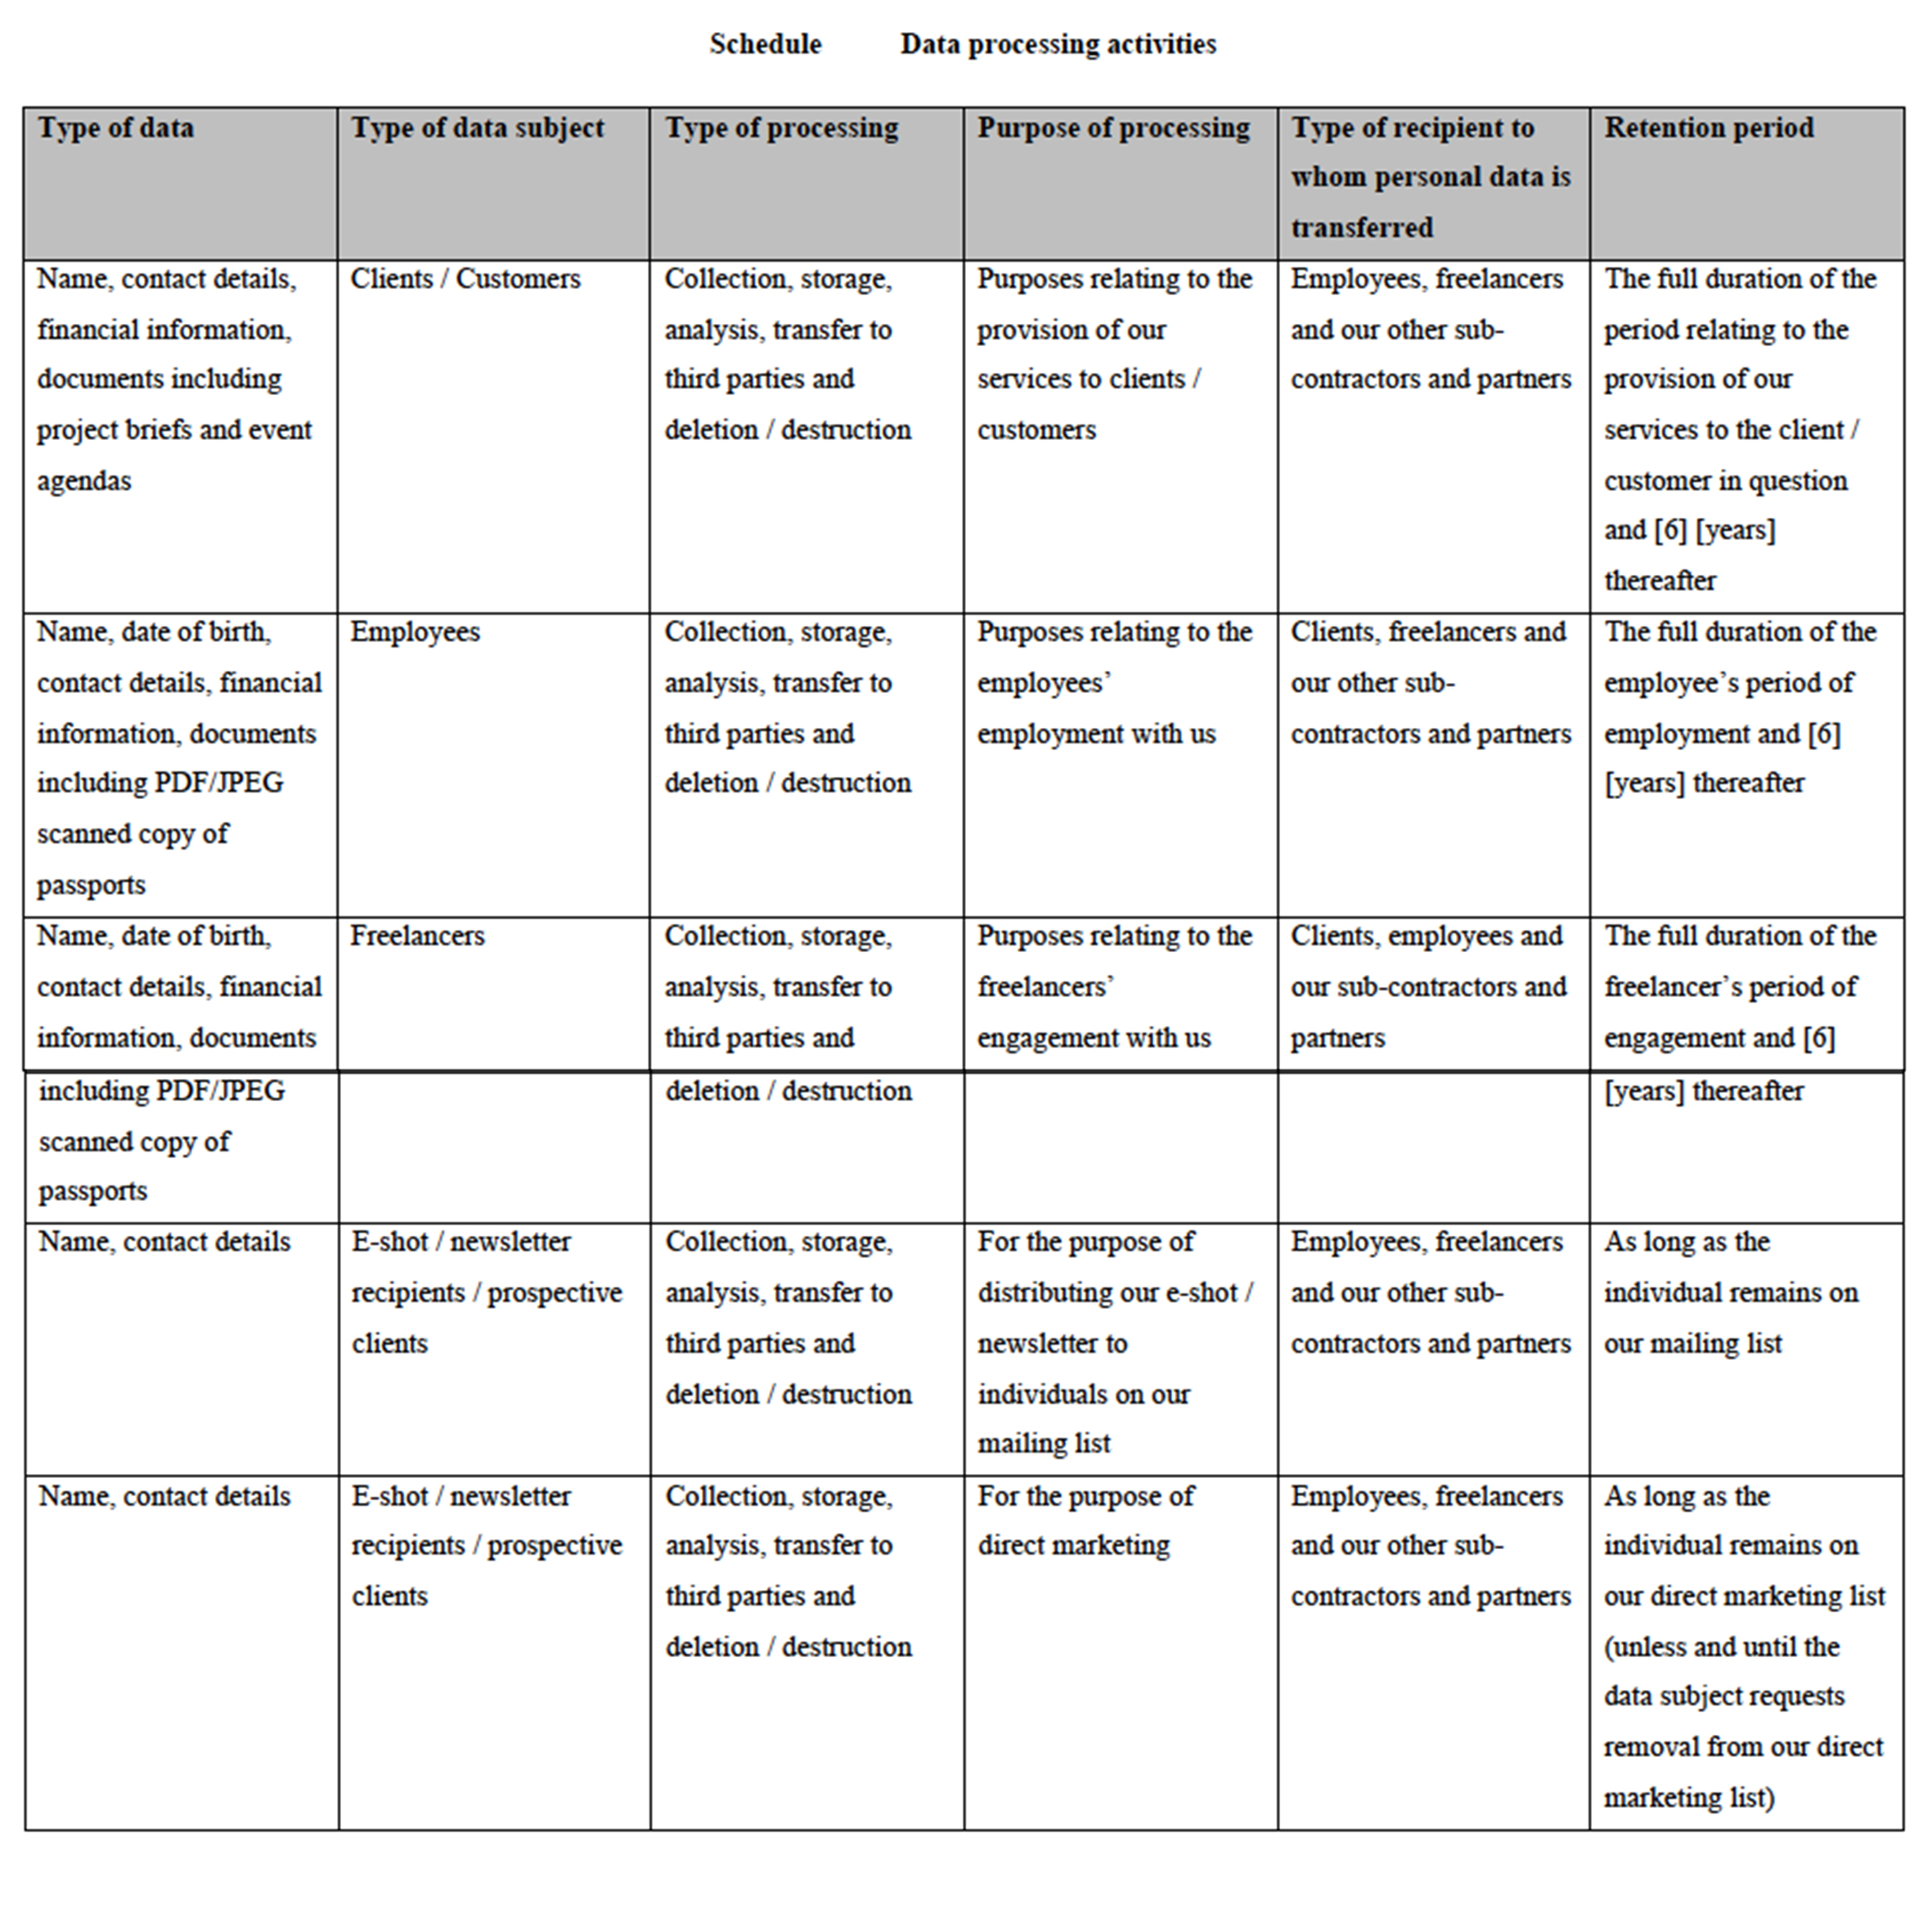 Schedule Data processing activities
Type of data
Type of data subject
Type of processing
Purpose of processing
Type of recipient to
whom personal data is
transferred
Retention period
Name, contact details,
financial information,
documents including
project briefs and event
agendas
Clients / Customers
Collection, storage,
analysis, transfer to
third parties and
deletion / destruction
Purposes relating to the
provision of our
services to clients /
customers
Employees, freelancers
and our other sub-
contractors and partners
The full duration of the
period relating to the
provision of our
services to the client /
customer in question
and [6] [years]
thereafter
Name, date of birth,
contact details, financial
information, documents
including PDF/JPEG
scanned copy of
passports
Employees
Collection, storage,
analysis, transfer to
third parties and
deletion / destruction
Purposes relating to the
employees’
employment with us
Clients, freelancers and
our other sub-
contractors and partners
The full duration of the
employee’s period of
employment and [6]
[years] thereafter
Name, date of birth,
contact details, financial
information, documents
Freelancers
Collection, storage,
analysis, transfer to
third parties and
Purposes relating to the
freelancers’
engagement with us
Clients, employees and
our sub-contractors and
partners
The full duration of the
freelancer’s period of
engagement and [6]
including PDF/JPEG
scanned copy of
passports
deletion / destruction
[years] thereafter
Name, contact details
E-shot / newsletter
recipients / prospective
clients
Collection, storage,
analysis, transfer to
third parties and
deletion / destruction
For the purpose of
distributing our e-shot /
newsletter to
individuals on our
mailing list
Employees, freelancers
and our other sub-
contractors and partners
As long as the
individual remains on
our mailing list
Name, contact details
E-shot / newsletter
recipients / prospective
clients
Collection, storage,
analysis, transfer to
third parties and
deletion / destruction
For the purpose of
direct marketing
Employees, freelancers
and our other sub-
contractors and partners
As long as the
individual remains on
our direct marketing list
(unless and until the
data subject requests
removal from our direct
marketing list)